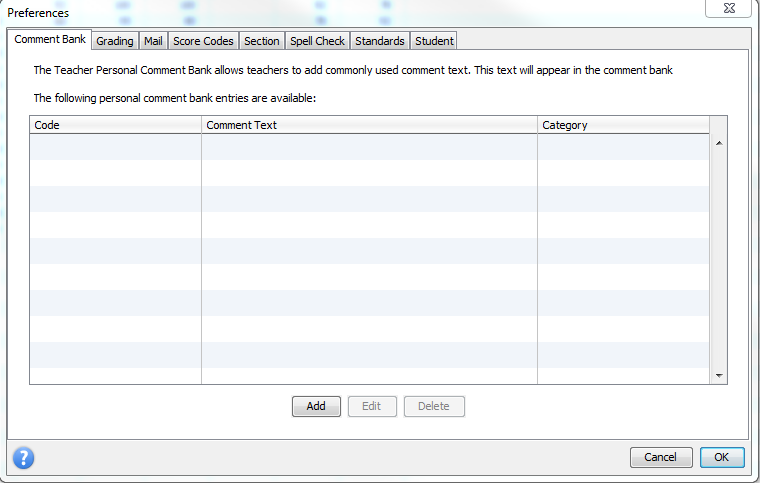 Preferences
Comment Bank Grading Mail Score Codes Section Spell Check Standards Student
The Teacher Personal Comment Bank allows teachers to add commonly used comment text. This text will appear in the comment bank
The following personal comment bank entries are available:
Code Comment Text Category
Add Edit Delete
? Cancel OK